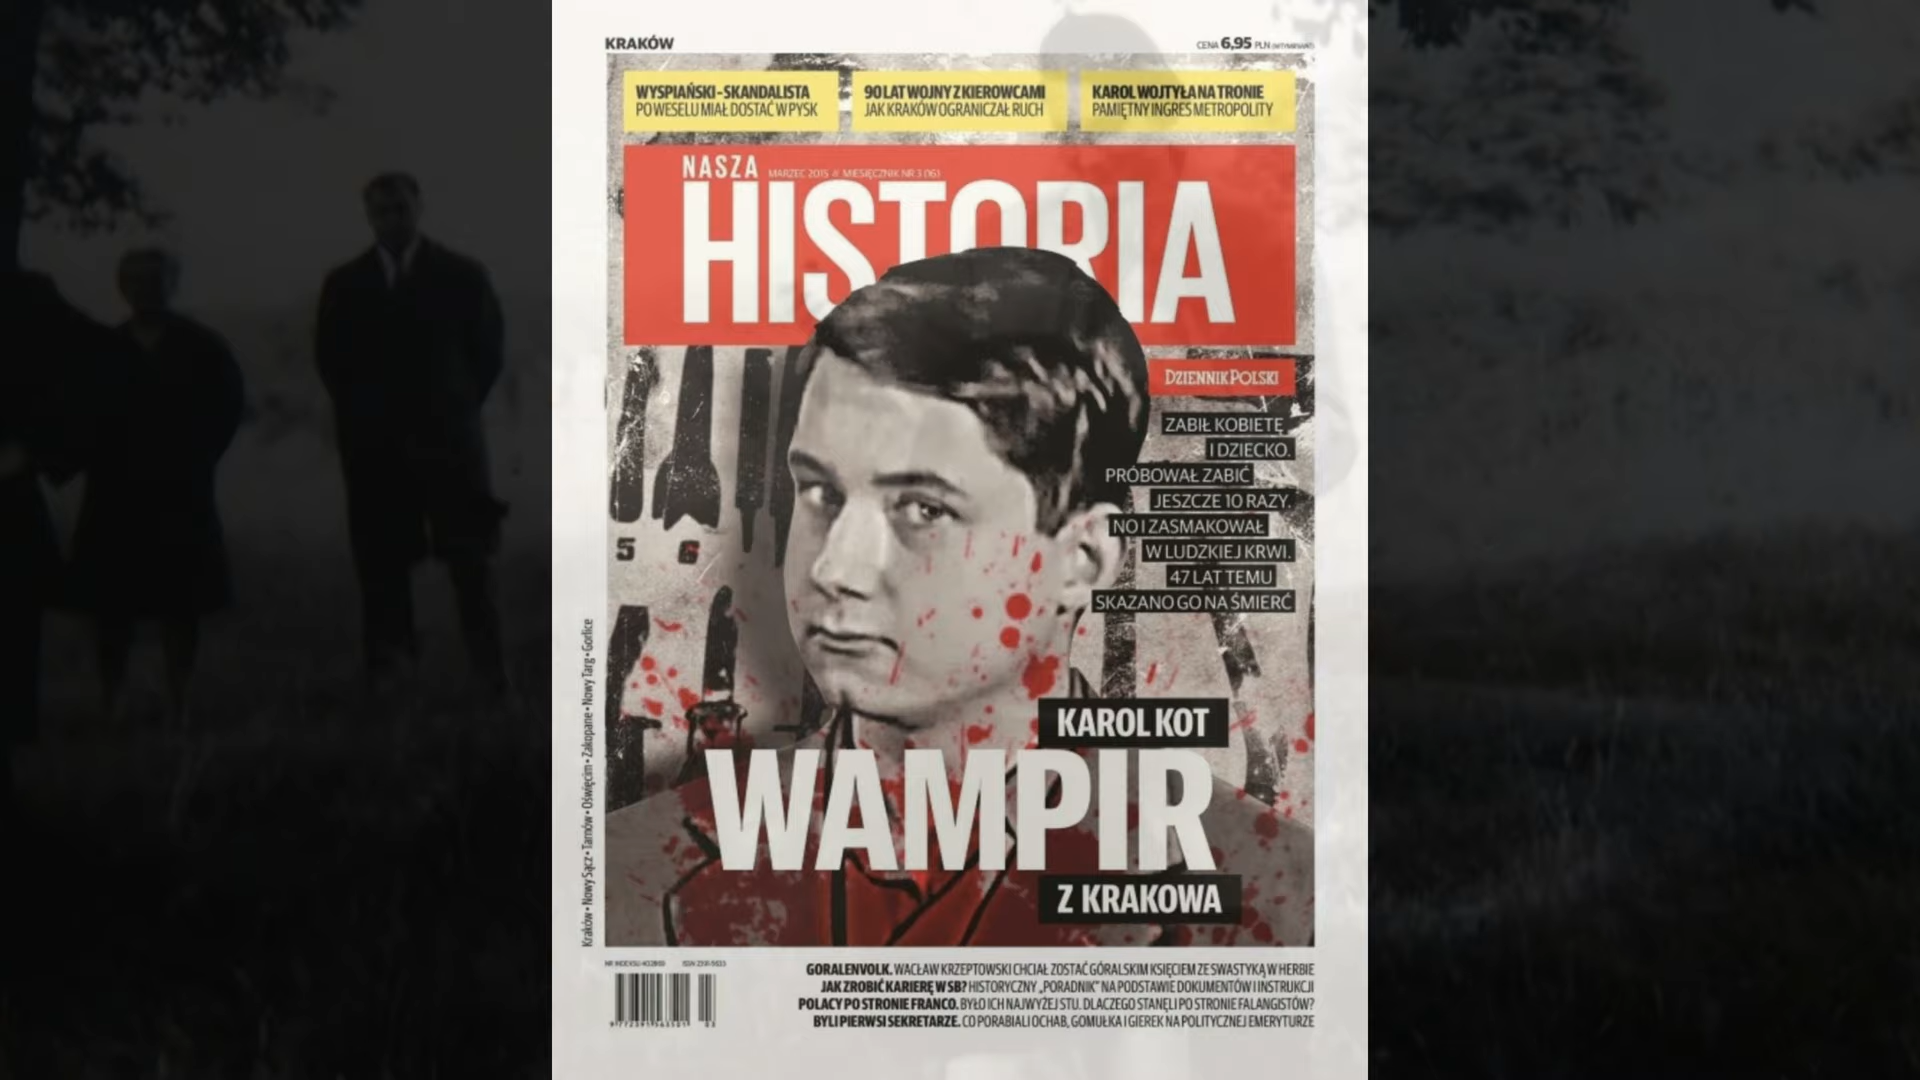 KRAKÓW
CENA 6,95 PLN
WYSPIAŃSKI - SKANDALISTA
PO WESELU MIAŁ DOSTAĆ W PYSK
90 LAT WOJNY Z KIEROWCAMI
JAK KRAKÓW OGRANICZAŁ RUCH
KAROL WOJTYŁA NA TRONIE
PAMIĘTNY INGRES METROPOLITY
NASZA
MARZEC 2015 // MIESIĘCZNIK NR 3 (16)
HISTORIA
DZIENNIK POLSKI
ZABIŁ KOBIETĘ
I DZIECKO.
PRÓBOWAŁ ZABIĆ
JESZCZE 10 RAZY.
NO I ZASMAKOWAŁ
W LUDZKIEJ KRWI.
47 LAT TEMU
SKAZANO GO NA ŚMIERĆ
5 6
KAROL KOT
WAMPIR
Z KRAKOWA
Kraków • Nowy Sącz • Tarnów • Oświęcim • Zakopane • Nowy Targ • Gorlice
GORALENVOLK. WACŁAW KRZEPTOWSKI CHCIAŁ ZOSTAĆ GÓRALSKIM KSIĘCIEM ZE SWASTYKĄ W HERBIE
JAK ZROBIĆ KARIERĘ W SB? HISTORYCZNY „PORADNIK” NA PODSTAWIE DOKUMENTÓW I INSTRUKCJI
POLACY PO STRONIE FRANCO. BYŁO ICH NAJWYŻEJ STU. DLACZEGO STANĘLI PO STRONIE FALANGISTÓW?
BYLI PIERWSI SEKRETARZE. CO PORABIALI OCHAB, GOMUŁKA I GIEREK NA POLITYCZNEJ EMERYTURZE